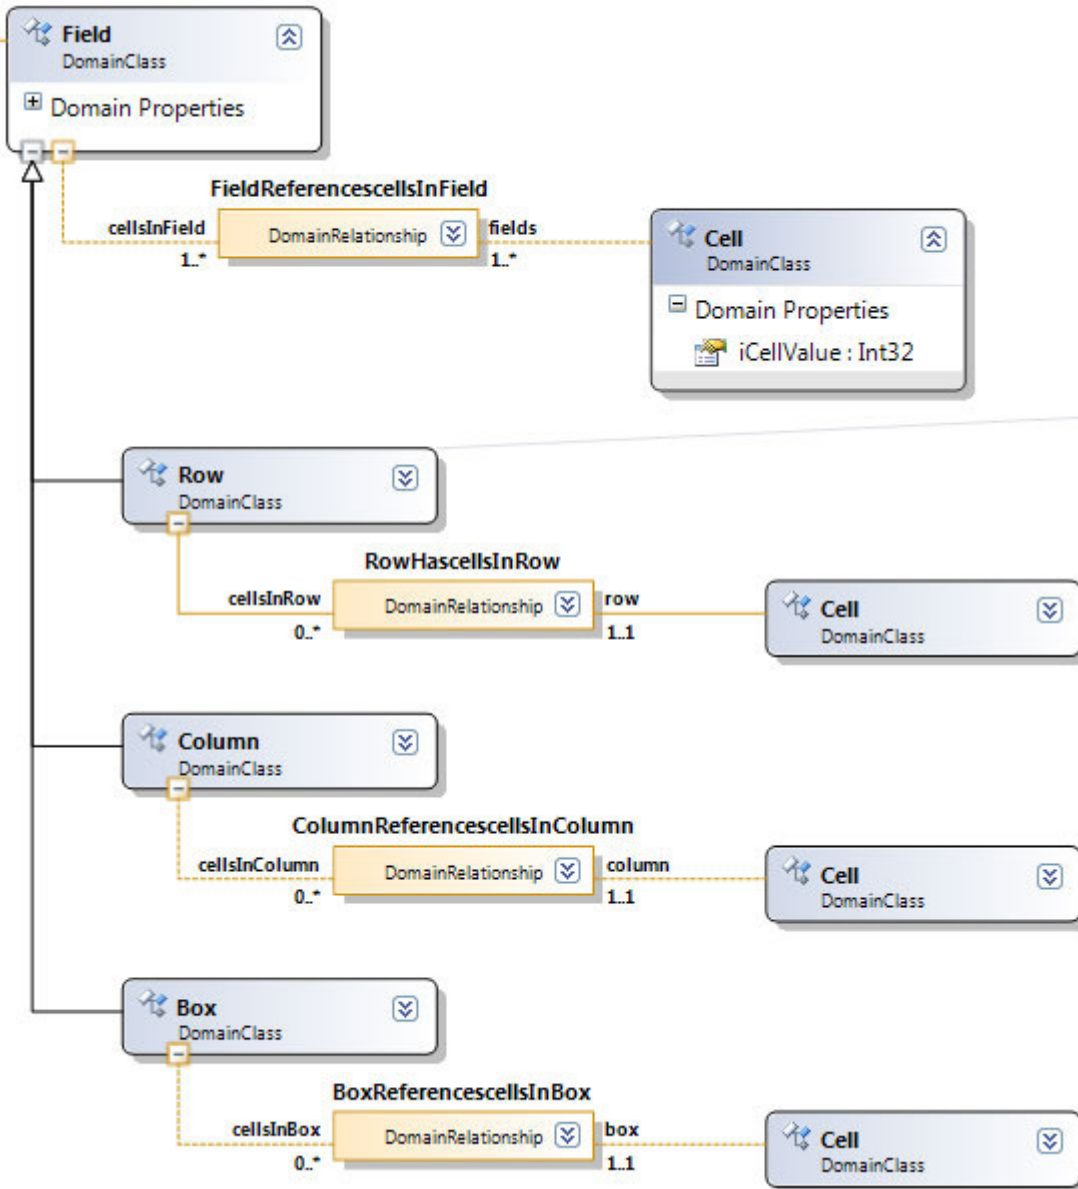 Field
DomainClass
Domain Properties
FieldReferencescellsInField
cellsInField
DomainRelationship
fields
1..*
1..*
Cell
DomainClass
Domain Properties
iCellValue : Int32
Row
DomainClass
RowHascellsInRow
cellsInRow
DomainRelationship
row
0..*
1..1
Cell
DomainClass
Column
DomainClass
ColumnReferencescellsInColumn
cellsInColumn
DomainRelationship
column
0..*
1..1
Cell
DomainClass
Box
DomainClass
BoxReferencescellsInBox
cellsInBox
DomainRelationship
box
0..*
1..1
Cell
DomainClass